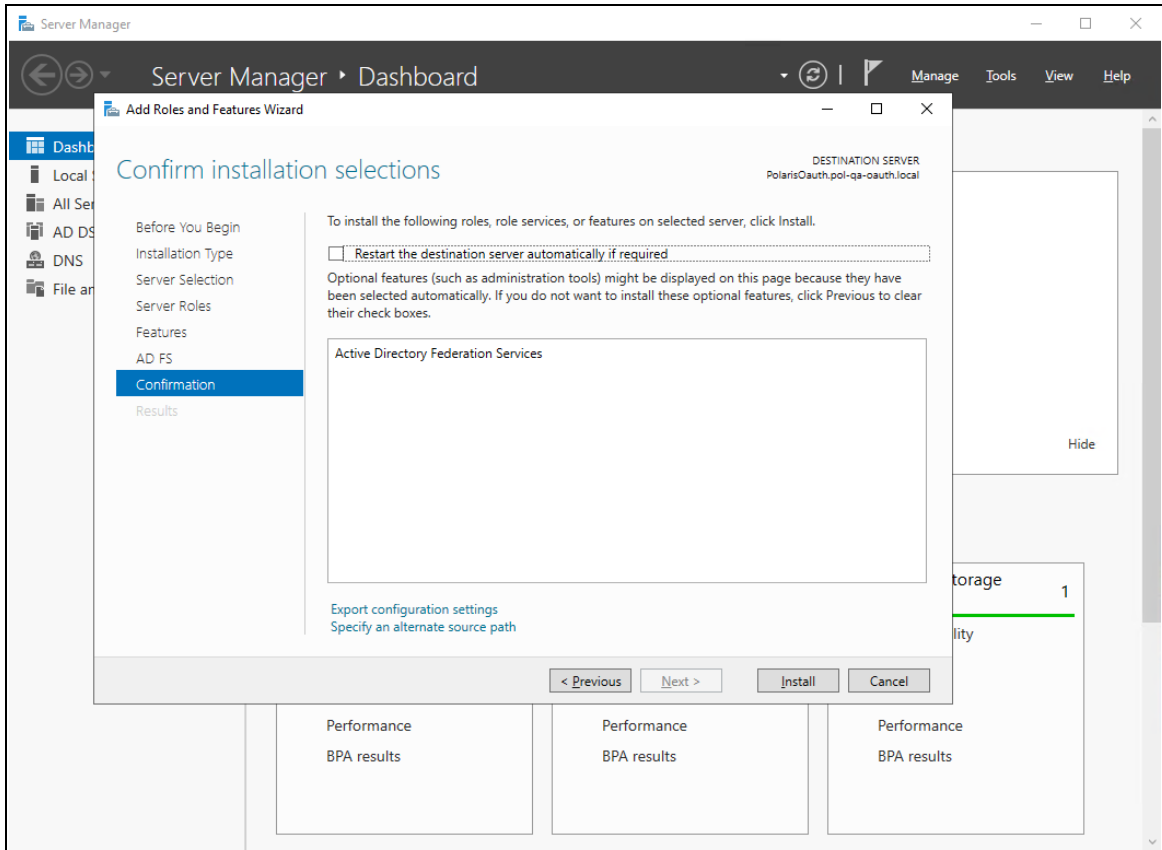 Server Manager
Server Manager • Dashboard
Manage
Tools
View
Help
Dashb
Local
All Ser
AD DS
DNS
File an
Add Roles and Features Wizard
Confirm installation selections
DESTINATION SERVER
PolarisOauth.pol-qa-oauth.local
Before You Begin
Installation Type
Server Selection
Server Roles
Features
AD FS
Confirmation
Results
To install the following roles, role services, or features on selected server, click Install.
Restart the destination server automatically if required
Optional features (such as administration tools) might be displayed on this page because they have
been selected automatically. If you do not want to install these optional features, click Previous to clear
their check boxes.
Active Directory Federation Services
Export configuration settings
Specify an alternate source path
< Previous
Next >
Install
Cancel
Hide
torage
1
lity
Performance
BPA results
Performance
BPA results
Performance
BPA results